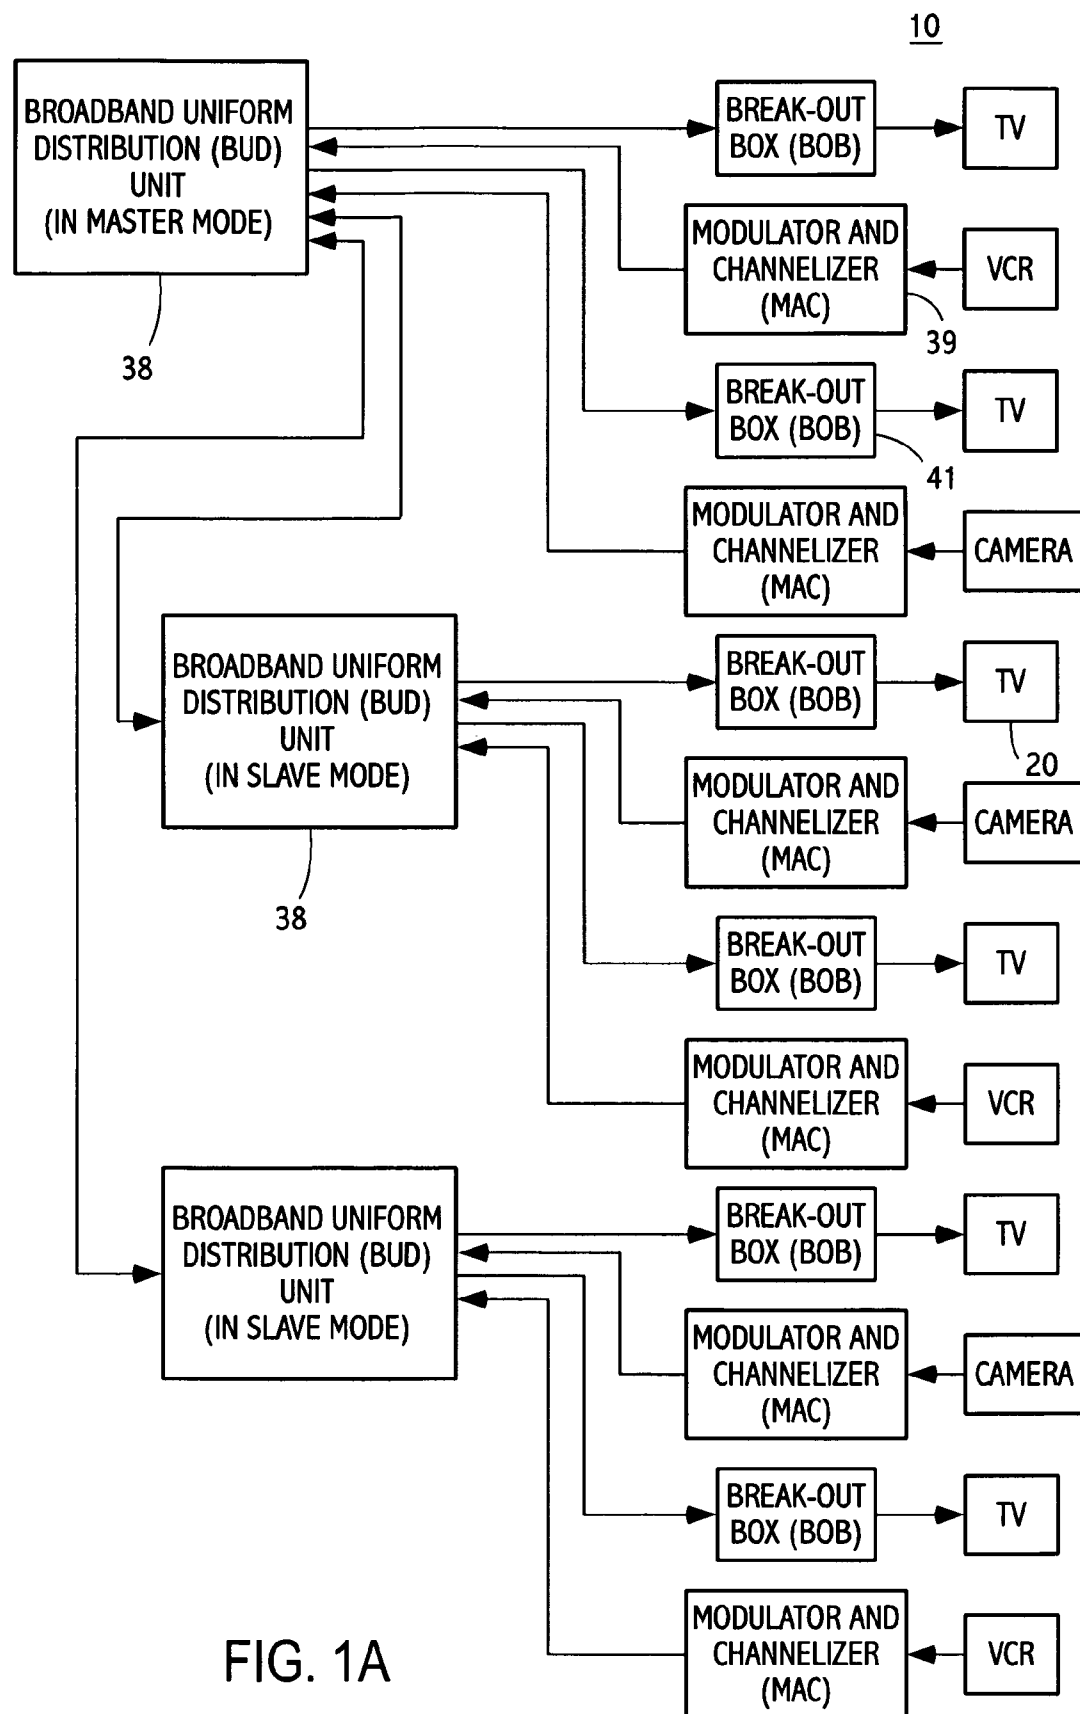 10
BROADBAND UNIFORM
DISTRIBUTION (BUD)
UNIT
(IN MASTER MODE)
38
BREAK-OUT
BOX (BOB)
TV
MODULATOR AND
CHANNELIZER
(MAC)
39
VCR
BREAK-OUT
BOX (BOB)
41
TV
MODULATOR AND
CHANNELIZER
(MAC)
CAMERA
BROADBAND UNIFORM
DISTRIBUTION (BUD)
UNIT
(IN SLAVE MODE)
38
BREAK-OUT
BOX (BOB)
TV
20
MODULATOR AND
CHANNELIZER
(MAC)
CAMERA
BREAK-OUT
BOX (BOB)
TV
MODULATOR AND
CHANNELIZER
(MAC)
VCR
BROADBAND UNIFORM
DISTRIBUTION (BUD)
UNIT
(IN SLAVE MODE)
BREAK-OUT
BOX (BOB)
TV
MODULATOR AND
CHANNELIZER
(MAC)
CAMERA
BREAK-OUT
BOX (BOB)
TV
MODULATOR AND
CHANNELIZER
(MAC)
VCR
FIG. 1A